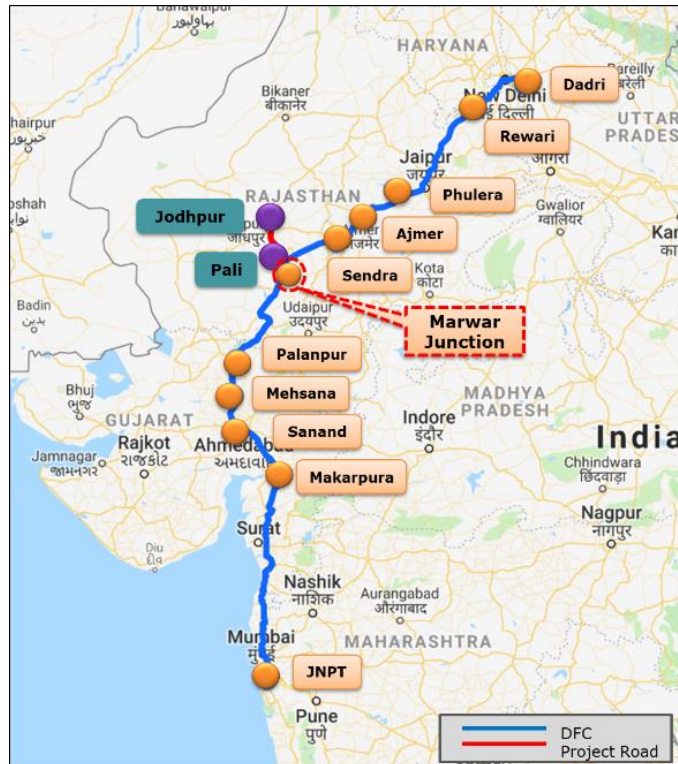 HARYANA
Bikaner
बीकानेर
New Delhi
नई दिल्ली
Bareilly
बरेली
Dadri
Rewari
UTTAR
PRADESH
आगरा
Jaipur
जयपुर
RAJASTHAN
Phulera
Gwalior
ग्वालियर
Jodhpur
जोधपुर
Ajmer
अजमेर
Pali
Sendra
Kota
कोटा
Badin
بدين
Udaipur
उदयपुर
Marwar
Junction
Palanpur
MADHYA
PRADESH
Bhuj
ભુજ
Mehsana
GUJARAT
Sanand
Indore
इंदौर
India
Rajkot
રાજકોટ
Ahmedabad
અમદાવાદ
Jamnagar
જામનગર
Makarpura
Chhindwara
छिंदवाड़ा
Nagpur
नागपुर
Surat
Diu
દીવ
Nashik
नाशिक
Aurangabad
औरंगाबाद
Mumbai
मुंबई
MAHARASHTRA
JNPT
Pune
पुणे
DFC
Project Road